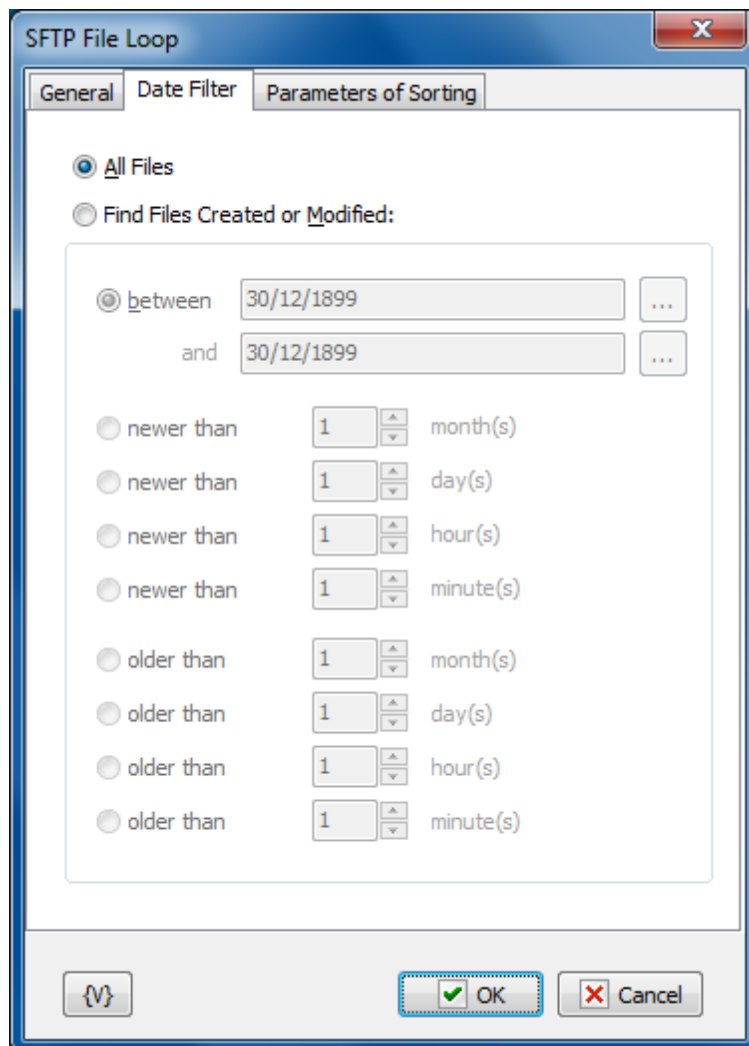 SFTP File Loop
General Date Filter Parameters of Sorting
All Files
Find Files Created or Modified:
between 30/12/1899 ...
and 30/12/1899 ...
newer than 1 month(s)
newer than 1 day(s)
newer than 1 hour(s)
newer than 1 minute(s)
older than 1 month(s)
older than 1 day(s)
older than 1 hour(s)
older than 1 minute(s)
{V} OK Cancel